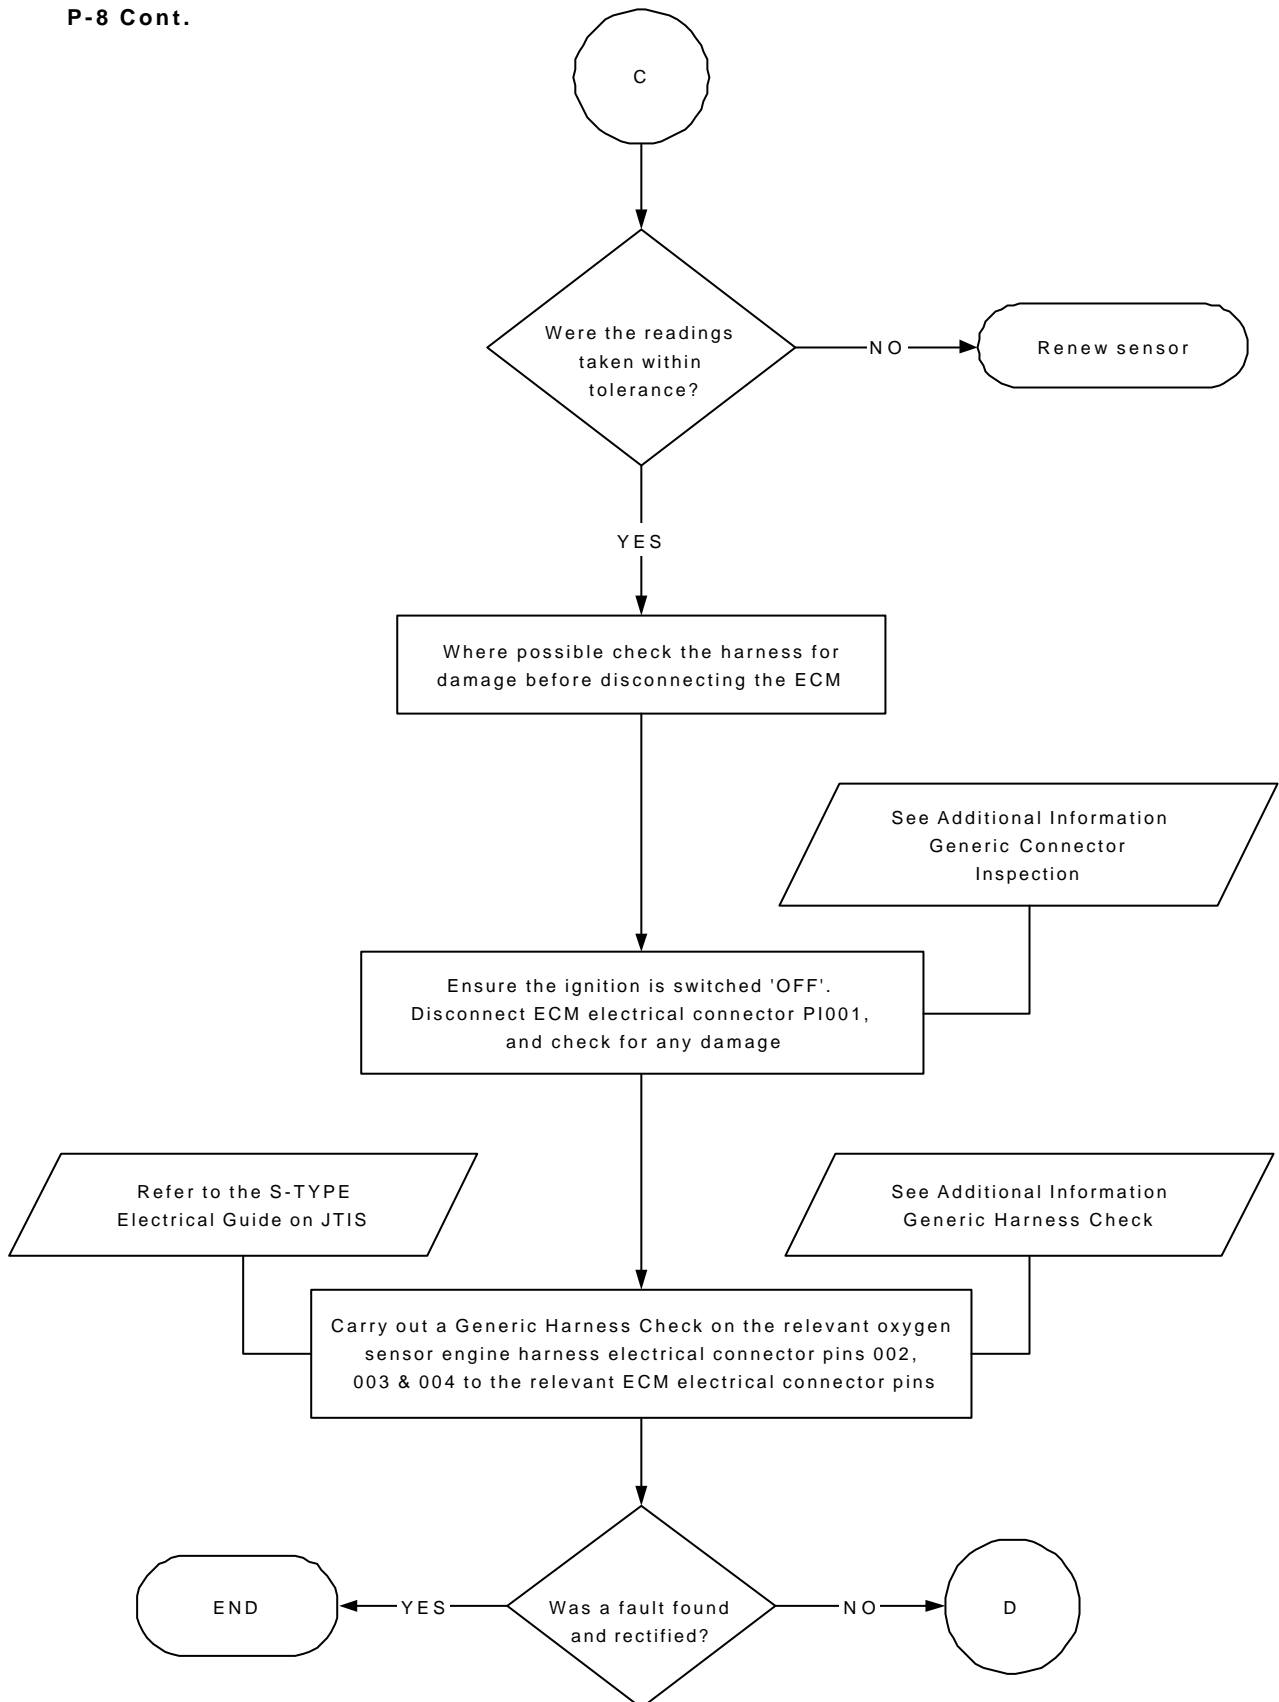 P-8 Cont.
C
Were the readings
taken within
tolerance?
NO
Renew sensor
YES
Where possible check the harness for
damage before disconnecting the ECM
See Additional Information
Generic Connector
Inspection
Ensure the ignition is switched 'OFF'.
Disconnect ECM electrical connector PI001,
and check for any damage
Refer to the S-TYPE
Electrical Guide on JTIS
See Additional Information
Generic Harness Check
Carry out a Generic Harness Check on the relevant oxygen
sensor engine harness electrical connector pins 002,
003 & 004 to the relevant ECM electrical connector pins
END
YES
Was a fault found
and rectified?
NO
D